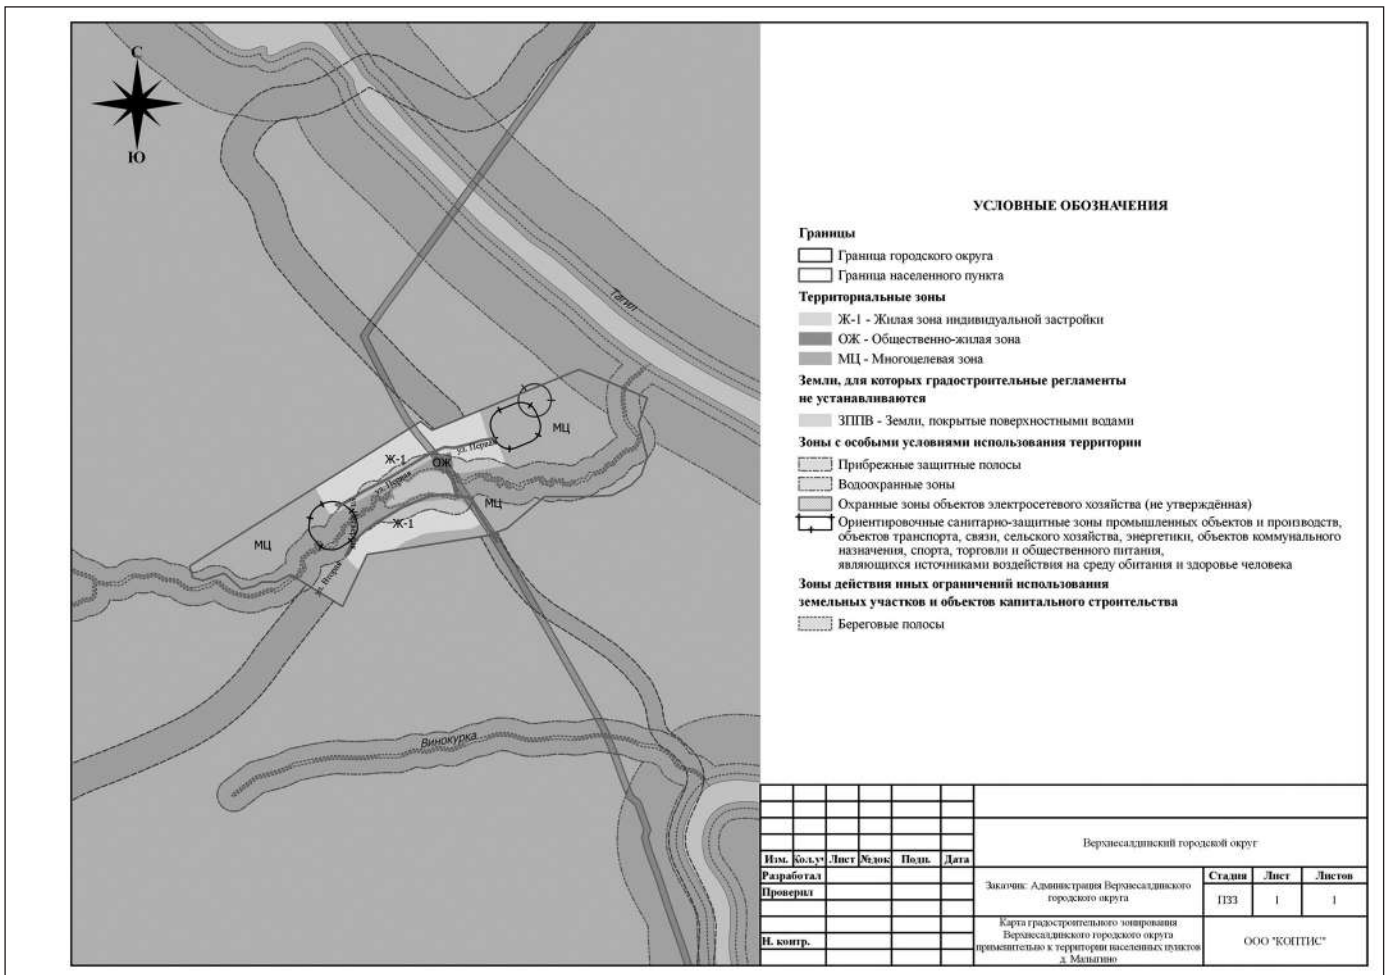 С
Ю
Тагил
МЦ
ул. Первая
Ж-1
ОЖ
ул. Первая
МЦ
Ж-1
МЦ
ул. Вторая
Винокурка
УСЛОВНЫЕ ОБОЗНАЧЕНИЯ
Границы
Граница городского округа
Граница населенного пункта
Территориальные зоны
Ж-1 - Жилая зона индивидуальной застройки
ОЖ - Общественно-жилая зона
МЦ - Многоцелевая зона
Земли, для которых градостроительные регламенты
не устанавливаются
ЗППВ - Земли, покрытые поверхностными водами
Зоны с особыми условиями использования территории
Прибрежные защитные полосы
Водоохранные зоны
Охранные зоны объектов электросетевого хозяйства (не утверждённая)
Ориентировочные санитарно-защитные зоны промышленных объектов и производств,
объектов транспорта, связи, сельского хозяйства, энергетики, объектов коммунального
назначения, спорта, торговли и общественного питания,
являющихся источниками воздействия на среду обитания и здоровье человека
Зоны действия иных ограничений использования
земельных участков и объектов капитального строительства
Береговые полосы
Верхнесалдинский городской округ
Изм. Кол.уч Лист №док Подп. Дата
Разработал
Проверил
Н. контр.
Заказчик: Администрация Верхнесалдинского
городского округа
Стадия Лист Листов
ПЗЗ 1 1
Карта градостроительного зонирования
Верхнесалдинского городского округа
применительно к территории населенных пунктов
д. Малыгино
ООО "КОПТИС"